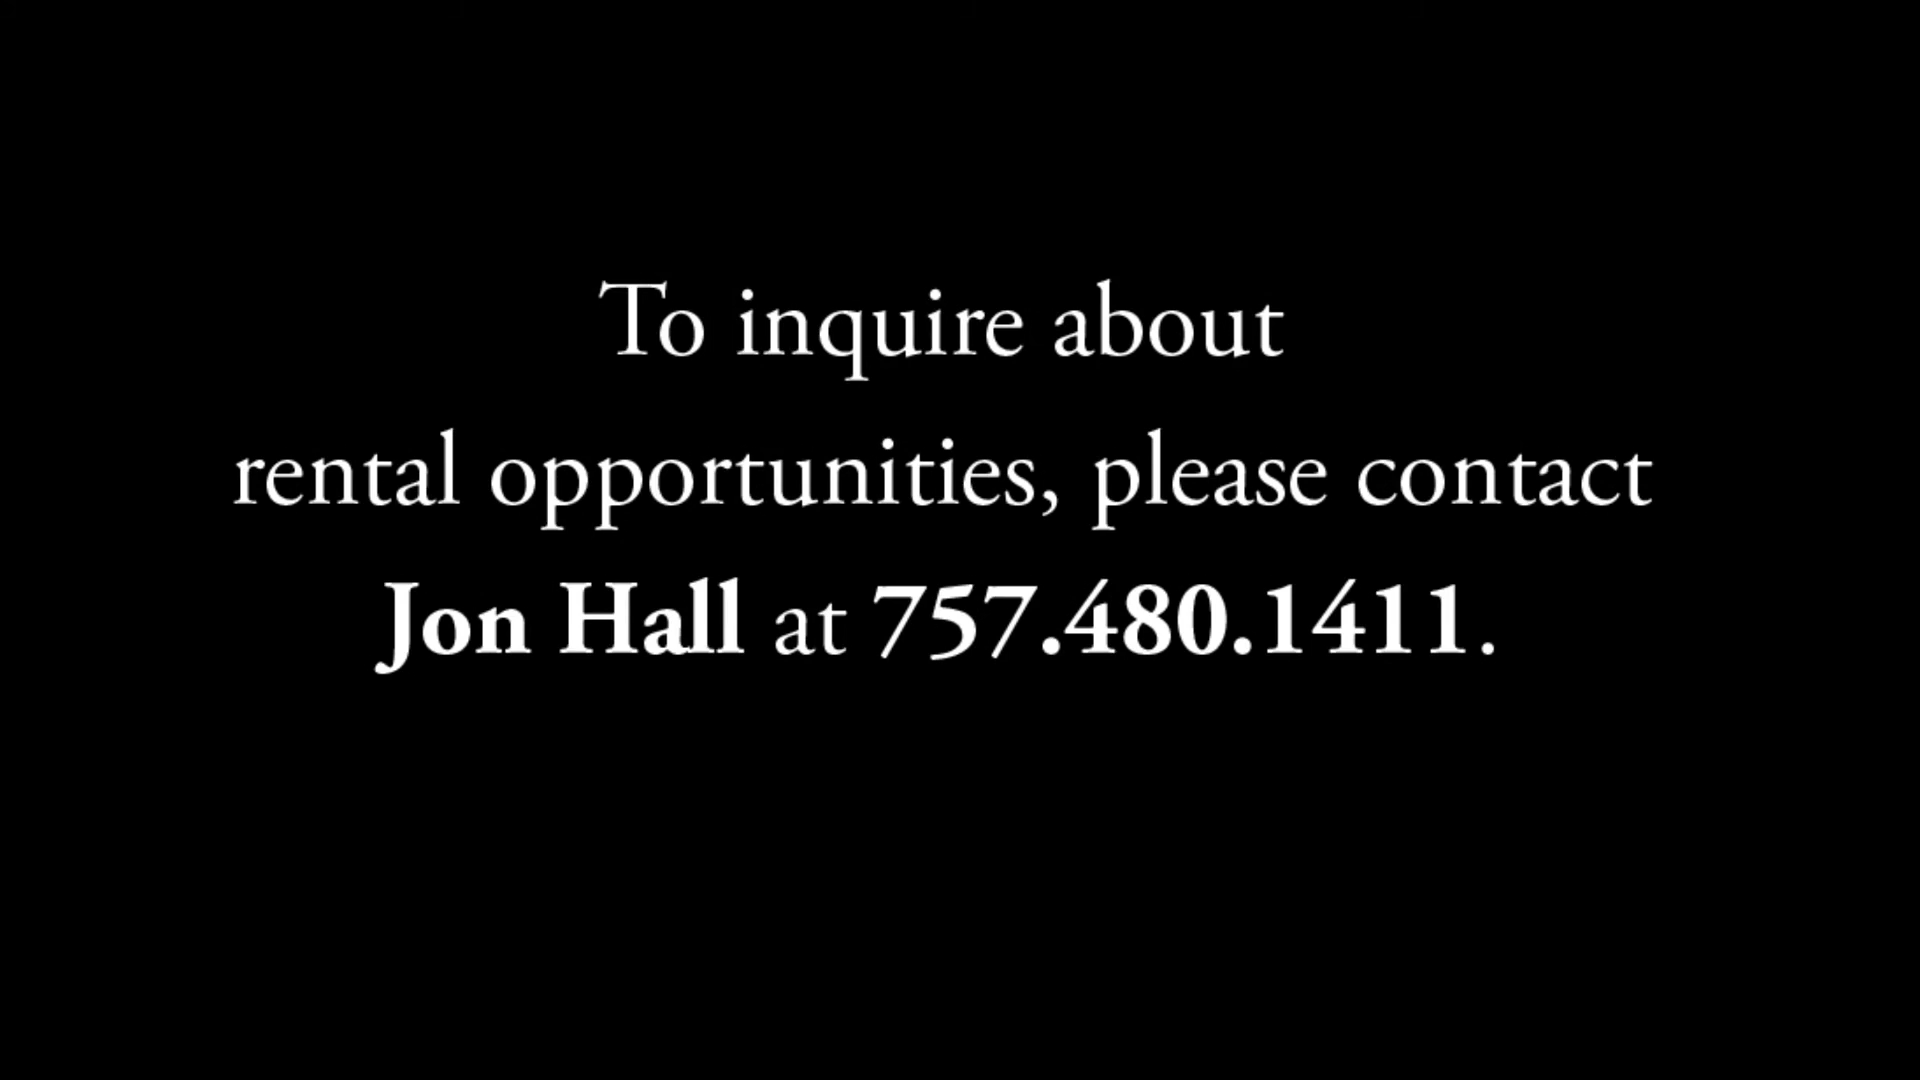 To inquire about
rental opportunities, please contact
Jon Hall at 757.480.1411.